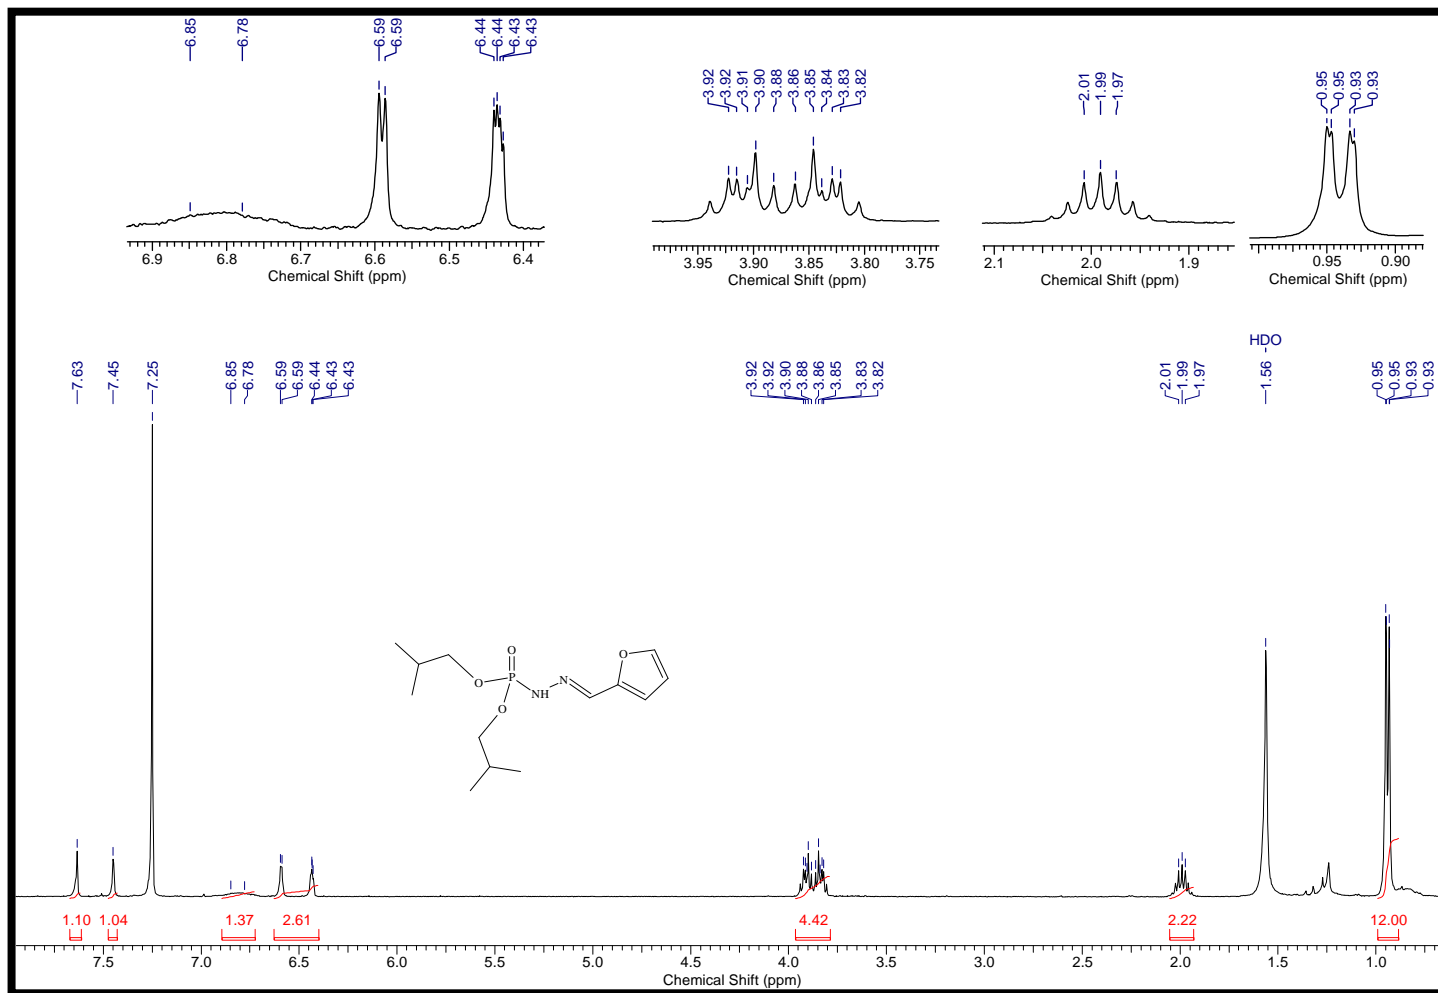 6.85 6.78 6.59 6.59 6.44 6.44 6.43 6.43
3.92 3.92 3.91 3.90 3.88 3.86 3.85 3.84 3.83 3.82
2.01 1.99 1.97
0.95 0.95 0.93 0.93
6.9 6.8 6.7 6.6 6.5 6.4
Chemical Shift (ppm)
3.95 3.90 3.85 3.80 3.75
Chemical Shift (ppm)
2.1 2.0 1.9
Chemical Shift (ppm)
0.95 0.90
Chemical Shift (ppm)
HDO
7.63 7.45 7.25 6.85 6.78 6.59 6.59 6.44 6.43 6.43 3.92 3.92 3.90 3.88 3.86 3.85 3.83 3.82 2.01 1.99 1.97 1.56 0.95 0.95 0.93 0.93
O
O
O P NH N
O
1.10 1.04 1.37 2.61 4.42 2.22 12.00
7.5 7.0 6.5 6.0 5.5 5.0 4.5 4.0 3.5 3.0 2.5 2.0 1.5 1.0
Chemical Shift (ppm)